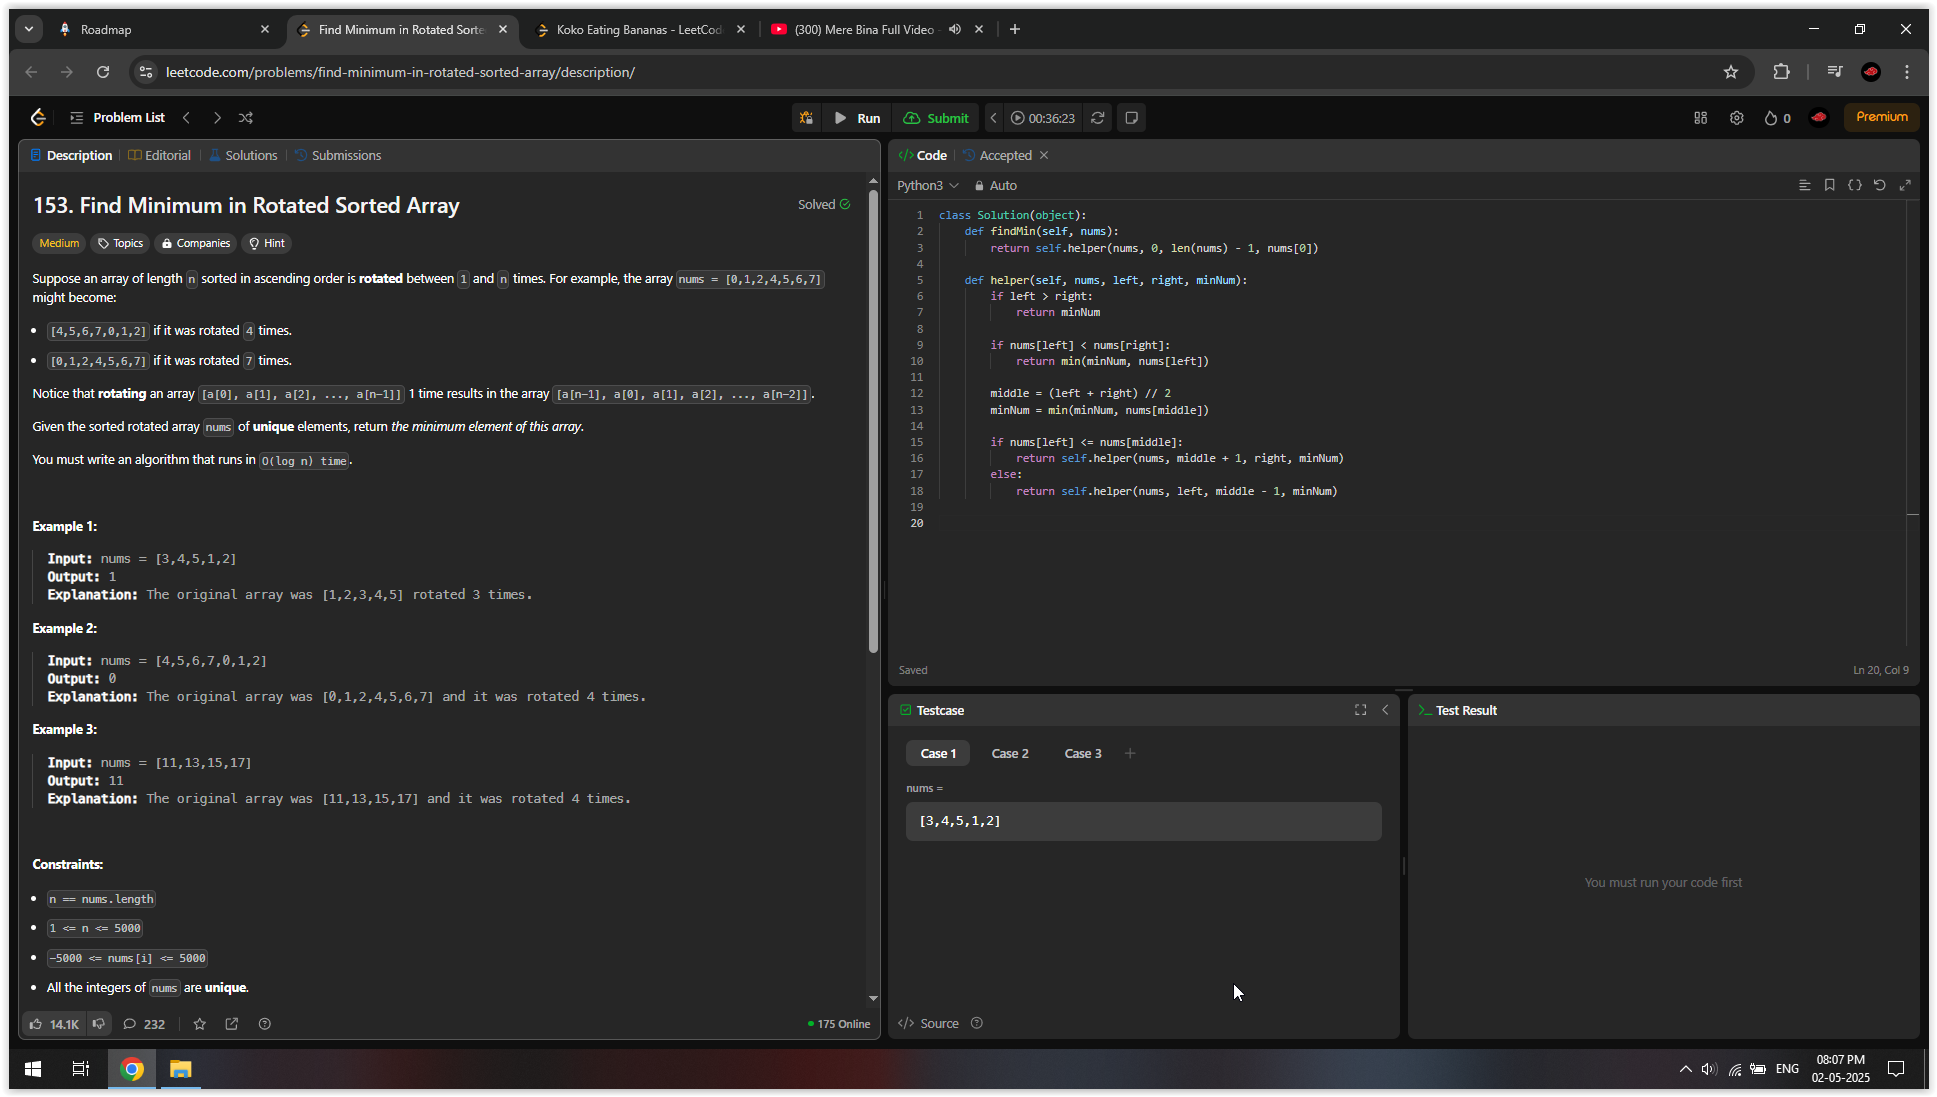 Roadmap
Find Minimum in Rotated Sorte
Koko Eating Bananas - LeetCod
(300) Mere Bina Full Video
leetcode.com/problems/find-minimum-in-rotated-sorted-array/description/
Problem List
Run
Submit
00:36:23
0
Premium
Description
Editorial
Solutions
Submissions
153. Find Minimum in Rotated Sorted Array
Solved
Medium
Topics
Companies
Hint
Suppose an array of length n sorted in ascending order is rotated between 1 and n times. For example, the array nums = [0,1,2,4,5,6,7]
might become:
• [4,5,6,7,0,1,2] if it was rotated 4 times.
• [0,1,2,4,5,6,7] if it was rotated 7 times.
Notice that rotating an array [a[0], a[1], a[2], ..., a[n-1]] 1 time results in the array [a[n-1], a[0], a[1], a[2], ..., a[n-2]].
Given the sorted rotated array nums of unique elements, return the minimum element of this array.
You must write an algorithm that runs in O(log n) time.
Example 1:
Input: nums = [3,4,5,1,2]
Output: 1
Explanation: The original array was [1,2,3,4,5] rotated 3 times.
Example 2:
Input: nums = [4,5,6,7,0,1,2]
Output: 0
Explanation: The original array was [0,1,2,4,5,6,7] and it was rotated 4 times.
Example 3:
Input: nums = [11,13,15,17]
Output: 11
Explanation: The original array was [11,13,15,17] and it was rotated 4 times.
Constraints:
• n == nums.length
• 1 <= n <= 5000
• -5000 <= nums[i] <= 5000
• All the integers of nums are unique.
14.1K
232
175 Online
</> Code
Accepted
Python3
Auto
1 class Solution(object):
2 def findMin(self, nums):
3 return self.helper(nums, 0, len(nums) - 1, nums[0])
4
5 def helper(self, nums, left, right, minNum):
6 if left > right:
7 return minNum
8
9 if nums[left] < nums[right]:
10 return min(minNum, nums[left])
11
12 middle = (left + right) // 2
13 minNum = min(minNum, nums[middle])
14
15 if nums[left] <= nums[middle]:
16 return self.helper(nums, middle + 1, right, minNum)
17 else:
18 return self.helper(nums, left, middle - 1, minNum)
19
20
Saved
Ln 20, Col 9
Testcase
Case 1
Case 2
Case 3
nums =
[3,4,5,1,2]
</> Source
Test Result
You must run your code first
ENG
08:07 PM
02-05-2025